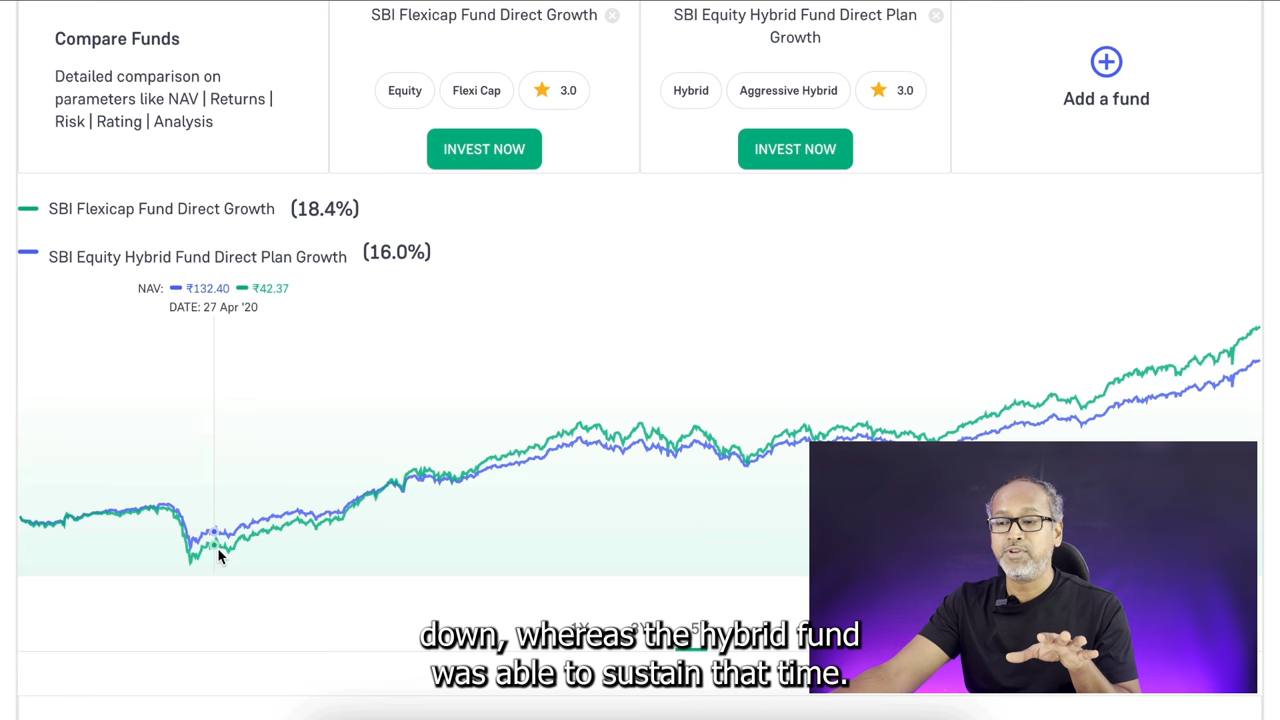 SBI Flexicap Fund Direct Growth
SBI Equity Hybrid Fund Direct Plan
Growth
Compare Funds
Detailed comparison on
parameters like NAV | Returns |
Risk | Rating | Analysis
Equity
Flexi Cap
3.0
Hybrid
Aggressive Hybrid
3.0
Add a fund
INVEST NOW
INVEST NOW
SBI Flexicap Fund Direct Growth (18.4%)
SBI Equity Hybrid Fund Direct Plan Growth (16.0%)
NAV: ₹132.40 ₹42.37
DATE: 27 Apr '20
down, whereas the hybrid fund
was able to sustain that time.